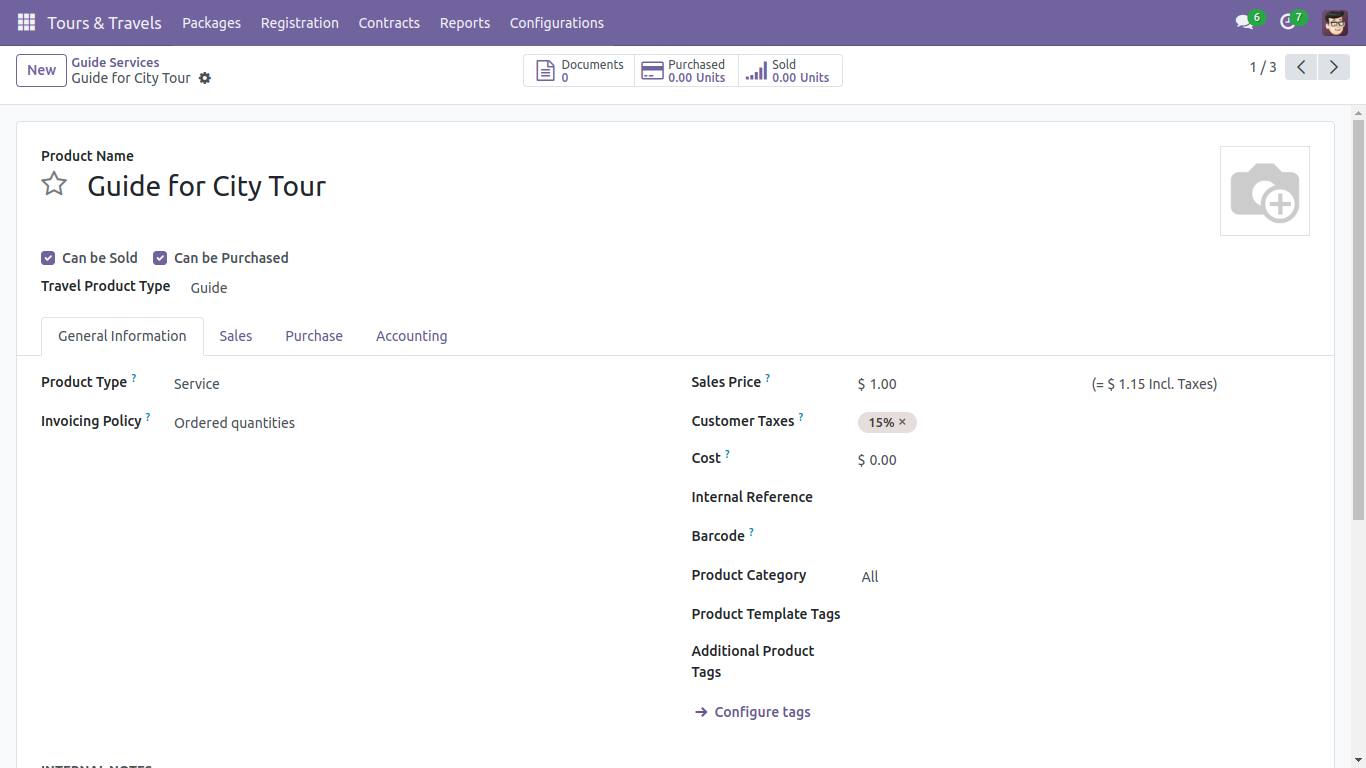 Tours & Travels Packages Registration Contracts Reports Configurations 6 7
New
Guide Services
Guide for City Tour
Documents
0
Purchased
0.00 Units
Sold
0.00 Units
1 / 3
Product Name
Guide for City Tour
Can be Sold Can be Purchased
Travel Product Type Guide
General Information Sales Purchase Accounting
Product Type ? Service
Invoicing Policy ? Ordered quantities
Sales Price ? $ 1.00 (= $ 1.15 Incl. Taxes)
Customer Taxes ? 15% ×
Cost ? $ 0.00
Internal Reference
Barcode ?
Product Category All
Product Template Tags
Additional Product
Tags
→ Configure tags
INTERNAL NOTES